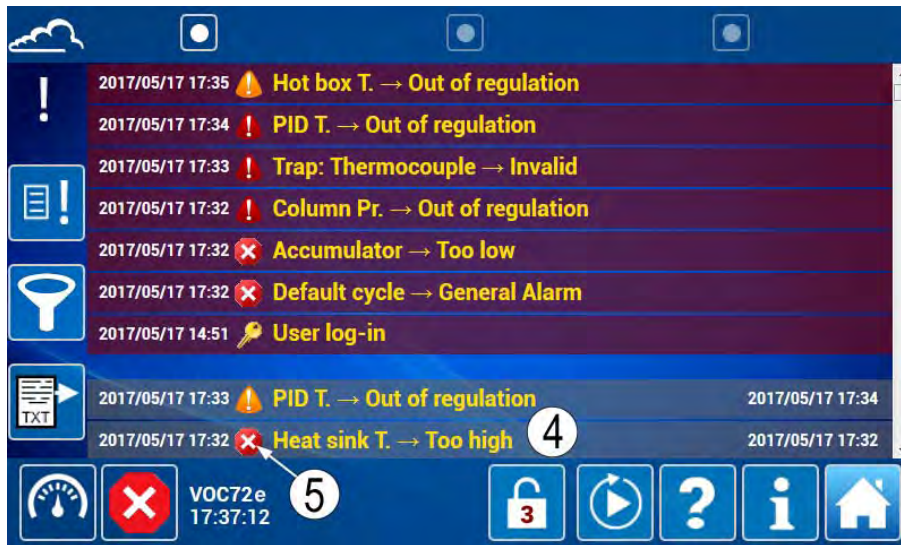 2017/05/17 17:35 Hot box T. → Out of regulation
2017/05/17 17:34 PID T. → Out of regulation
2017/05/17 17:33 Trap: Thermocouple → Invalid
2017/05/17 17:32 Column Pr. → Out of regulation
2017/05/17 17:32 Accumulator → Too low
2017/05/17 17:32 Default cycle → General Alarm
2017/05/17 14:51 User log-in
TXT
2017/05/17 17:33 PID T. → Out of regulation 2017/05/17 17:34
2017/05/17 17:32 Heat sink T. → Too high 4 2017/05/17 17:32
5
VOC72e
17:37:12
3
?
i